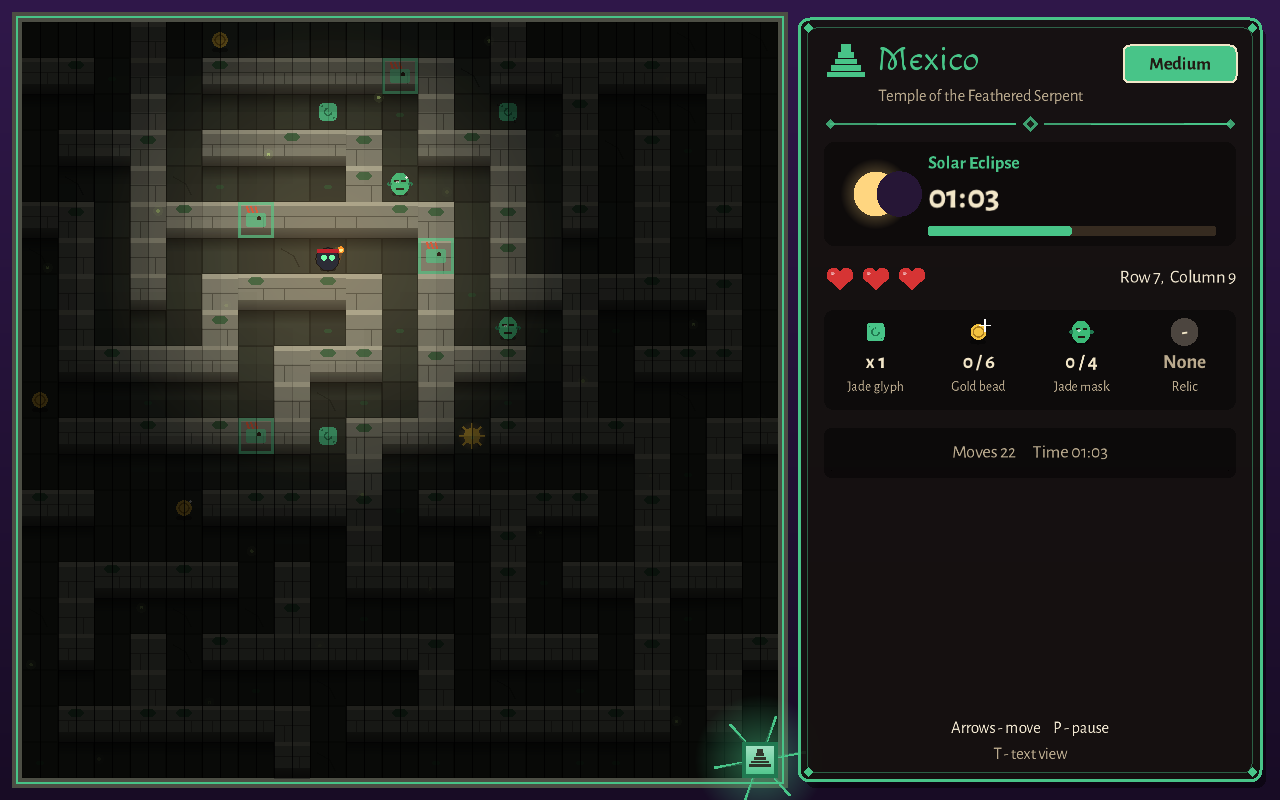 Mexico
Medium
Temple of the Feathered Serpent
Solar Eclipse
01:03
Row 7, Column 9
x 1
0 / 6
0 / 4
-
None
Jade glyph
Gold bead
Jade mask
Relic
Moves 22 Time 01:03
Arrows - move P - pause
T - text view